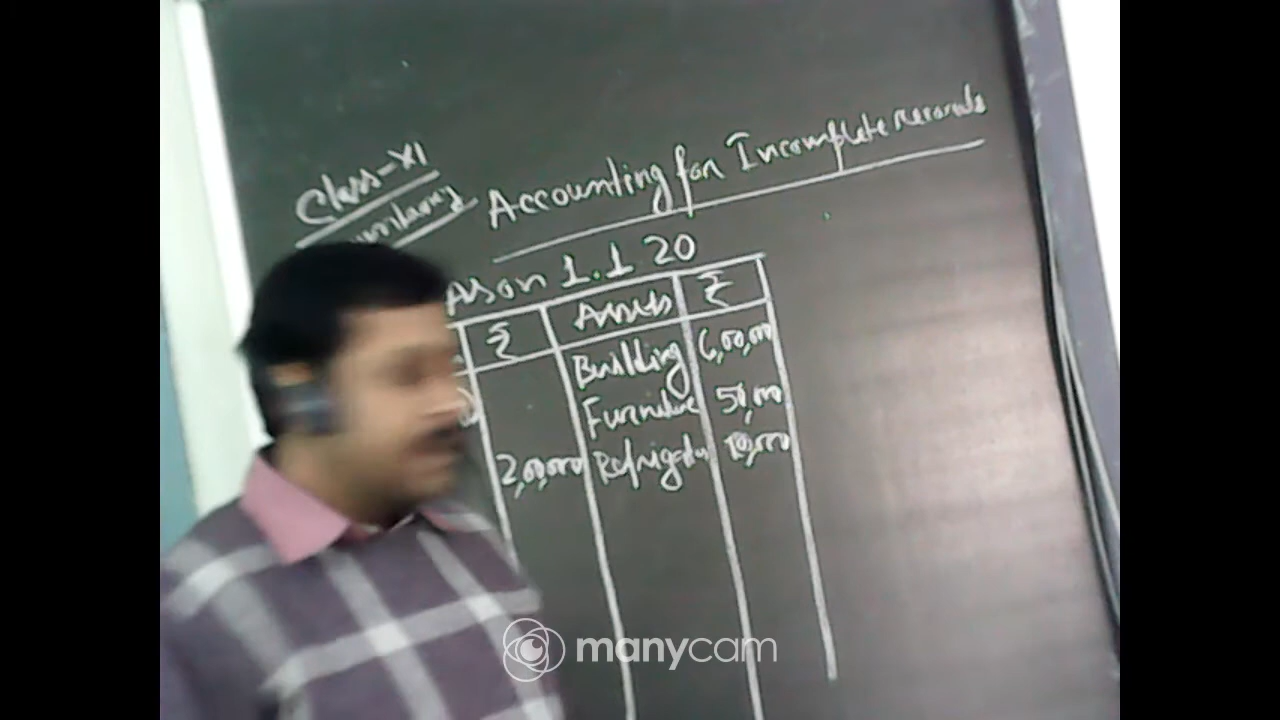 Class-XI
Accounting for Incomplete Records
As on 1.1 20
₹ Assets ₹
Building 6,00,000
Furniture 50,000
2,00,000 Refrigator 10,000
manycam